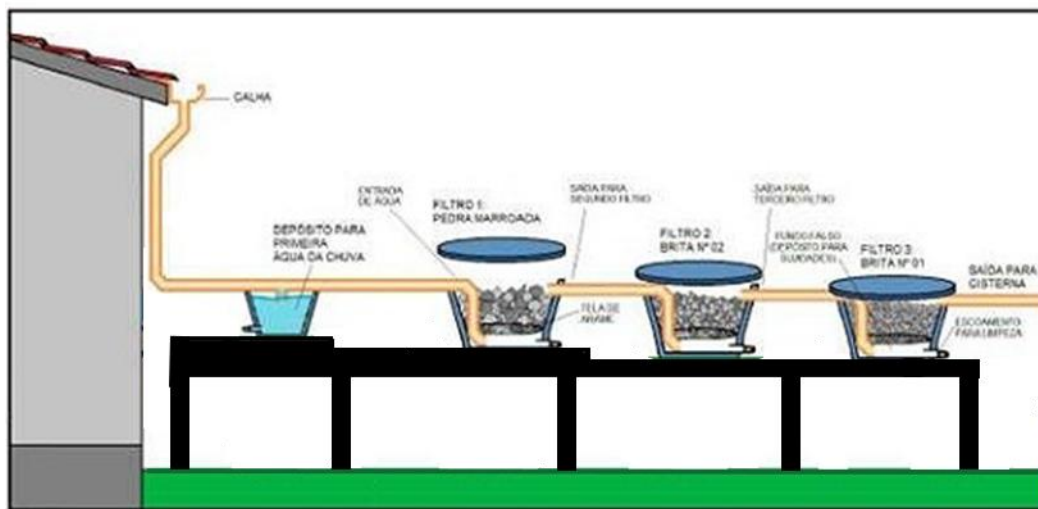 CALHA
ENTRADA
DE ÁGUA
FILTRO 1:
PEDRA MARROADA
SAÍDA PARA
SEGUNDO FILTRO
SAÍDA PARA
TERCEIRO FILTRO
DEPÓSITO PARA
PRIMEIRA
ÁGUA DA CHUVA
FILTRO 2:
BRITA Nº 02
FUNDO FALSO
(DEPÓSITO PARA
FILTRO 3:
BRITA Nº 01
SAÍDA PARA
CISTERNA
TELA DE
ARAME
ESCOAMENTO
PARA LIMPEZA